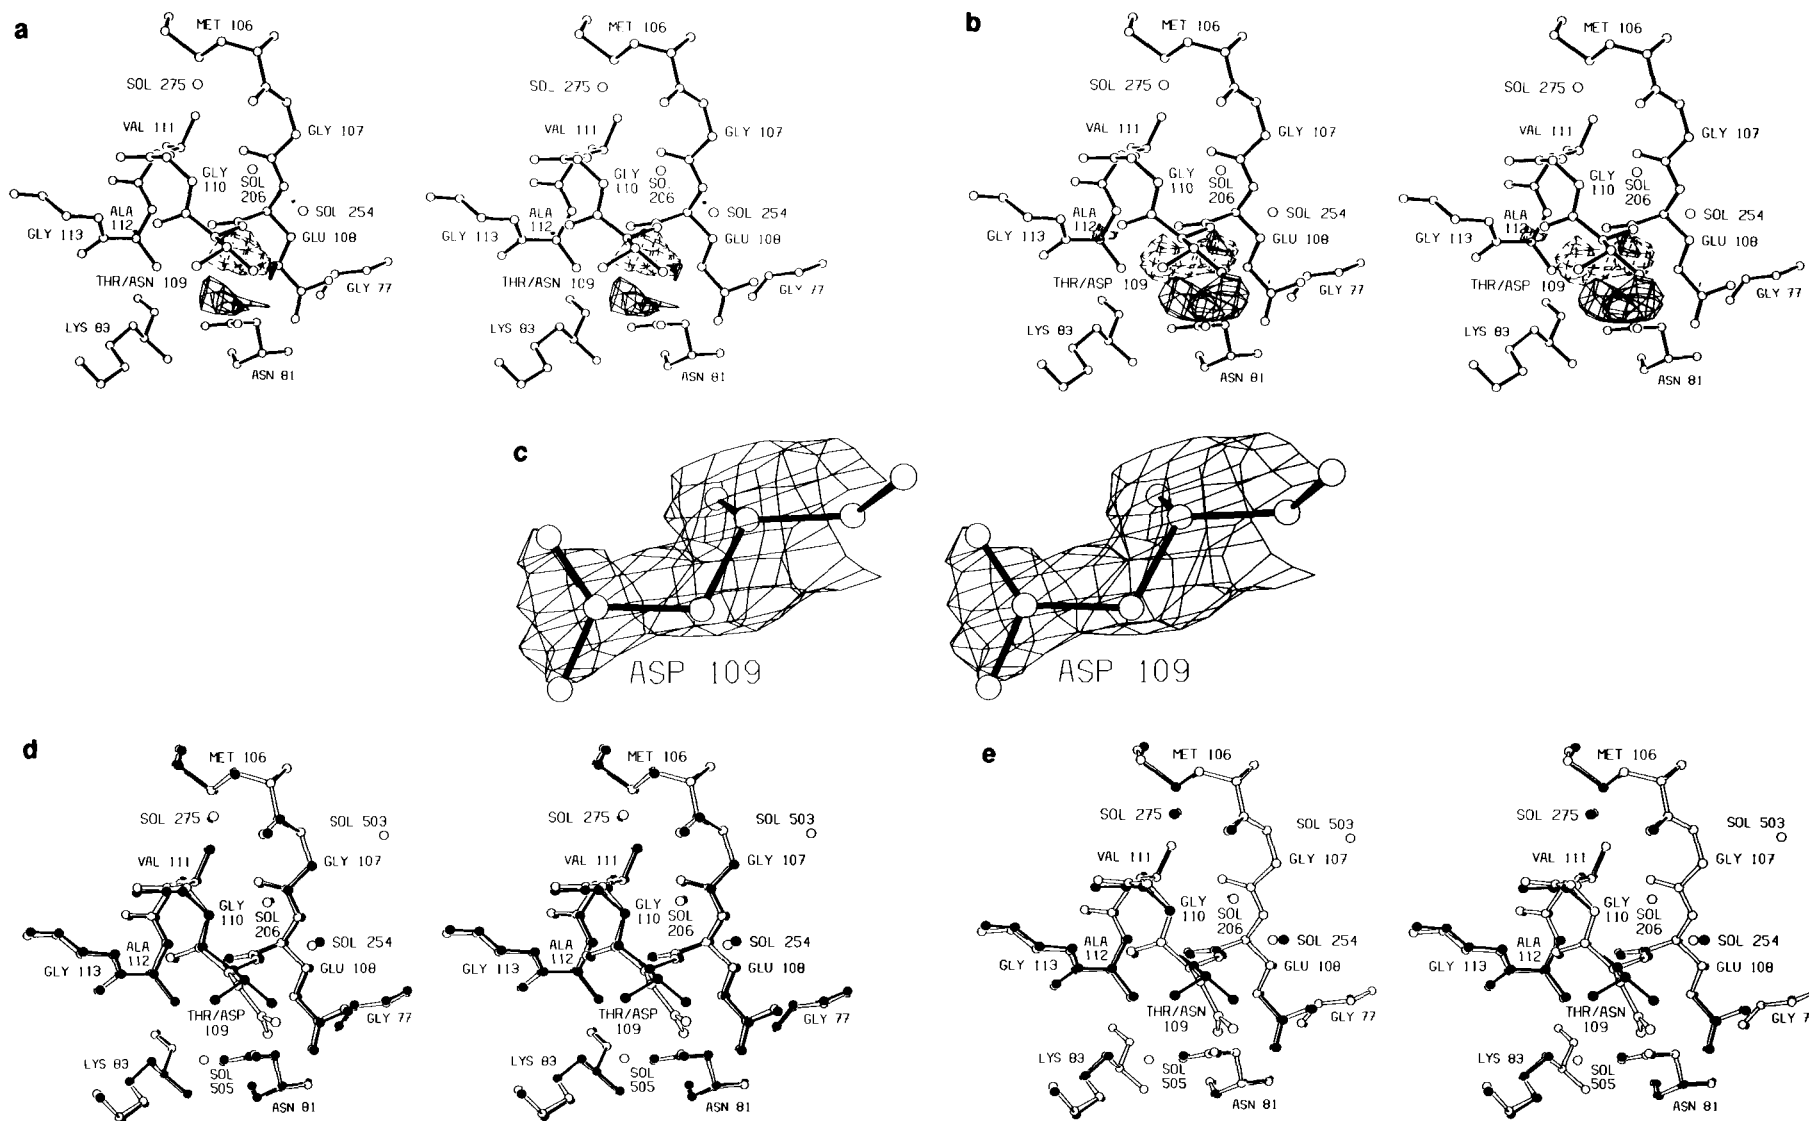 a
MET 106
SOL 275
VAL 111
GLY 107
GLY
110
SOL
206
SOL 254
ALA
112
GLY 113
GLU 108
THR/ASN 109
GLY 77
LYS 83
ASN 81
MET 106
SOL 275
VAL 111
GLY 107
GLY
110
SOL
206
SOL 254
ALA
112
GLY 113
GLU 108
THR/ASN 109
GLY 77
LYS 83
ASN 81
b
MET 106
SOL 275
VAL 111
GLY 107
GLY
110
SOL
206
SOL 254
ALA
112
GLY 113
GLU 108
THR/ASP 109
GLY 77
LYS 83
ASN 81
MET 106
SOL 275
VAL 111
GLY 107
GLY
110
SOL
206
SOL 254
ALA
112
GLY 113
GLU 108
THR/ASP 109
GLY 77
LYS 83
ASN 81
c
ASP 109
ASP 109
d
MET 106
SOL 275
SOL 503
VAL 111
GLY 107
GLY
110
SOL
206
SOL 254
ALA
112
GLY 113
GLU 108
THR/ASP
109
GLY 77
LYS 83
SOL
505
ASN 81
MET 106
SOL 275
SOL 503
VAL 111
GLY 107
GLY
110
SOL
206
SOL 254
ALA
112
GLY 113
GLU 108
THR/ASP
109
GLY 77
LYS 83
SOL
505
ASN 81
e
MET 106
SOL 275
SOL 503
VAL 111
GLY 107
GLY
110
SOL
206
SOL 254
ALA
112
GLY 113
GLU 108
THR/ASN
109
GLY 77
LYS 83
SOL
505
ASN 81
MET 106
SOL 275
SOL 503
VAL 111
GLY 107
GLY
110
SOL
206
SOL 254
ALA
112
GLY 113
GLU 108
THR/ASN
109
GLY 7
LYS 83
SOL
505
ASN 81